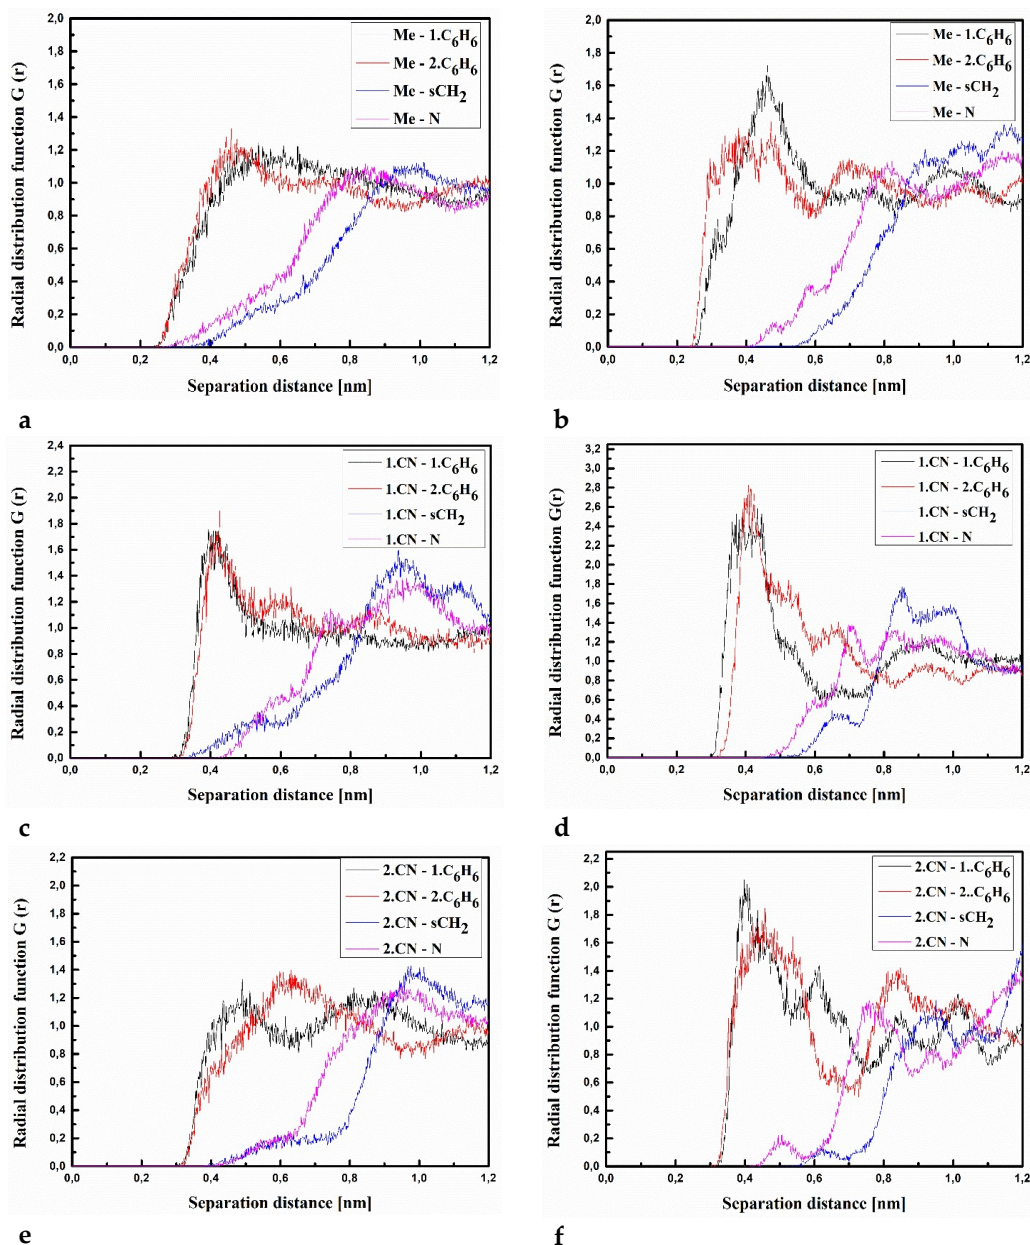 Radial distribution function G (r)
2,0
1,8
1,6
1,4
1,2
1,0
0,8
0,6
0,4
0,2
0,0
Me - 1.C6H6
Me - 2.C6H6
Me - sCH2
Me - N
0,0 0,2 0,4 0,6 0,8 1,0 1,2
Separation distance [nm]
a
Radial distribution function G (r)
2,0
1,8
1,6
1,4
1,2
1,0
0,8
0,6
0,4
0,2
0,0
Me - 1.C6H6
Me - 2.C6H6
Me - sCH2
Me - N
0,0 0,2 0,4 0,6 0,8 1,0 1,2
Separation distance [nm]
b
Radial distribution function G(r)
2,4
2,2
2,0
1,8
1,6
1,4
1,2
1,0
0,8
0,6
0,4
0,2
0,0
1.CN - 1.C6H6
1.CN - 2.C6H6
1.CN - sCH2
1.CN - N
0,0 0,2 0,4 0,6 0,8 1,0 1,2
Separation distance [nm]
c
Radial distribution function G (r)
3,2
3,0
2,8
2,6
2,4
2,2
2,0
1,8
1,6
1,4
1,2
1,0
0,8
0,6
0,4
0,2
0,0
1.CN - 1.C6H6
1.CN - 2.C6H6
1.CN - sCH2
1.CN - N
0,0 0,2 0,4 0,6 0,8 1,0 1,2
Separation distance [nm]
d
Radial distribution function G (r)
2,2
2,0
1,8
1,6
1,4
1,2
1,0
0,8
0,6
0,4
0,2
0,0
2.CN - 1.C6H6
2.CN - 2.C6H6
2.CN - sCH2
2.CN - N
0,0 0,2 0,4 0,6 0,8 1,0 1,2
Separation distance [nm]
e
Radial distribution function G (r)
2,2
2,0
1,8
1,6
1,4
1,2
1,0
0,8
0,6
0,4
0,2
0,0
2.CN - 1..C6H6
2.CN - 2..C6H6
2.CN - sCH2
2.CN - N
0,0 0,2 0,4 0,6 0,8 1,0 1,2
Separation distance [nm]
f